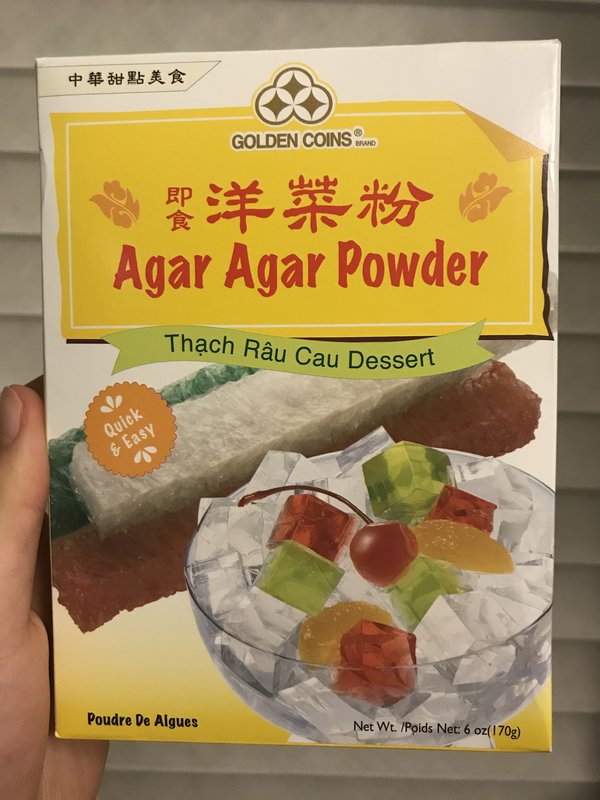 中華甜點美食
GOLDEN COINS® BRAND
即食 洋菜粉
Agar Agar Powder
Thạch Râu Cau Dessert
Quick
& Easy
Poudre De Algues
Net Wt. /Poids Net: 6 oz(170g)